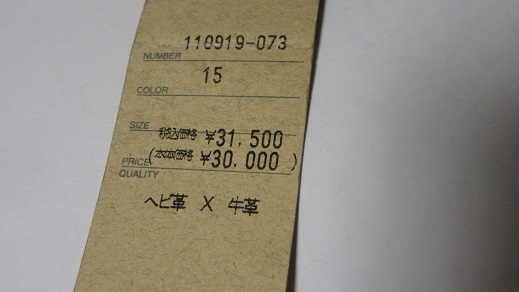 110919-073
NUMBER
15
COLOR
SIZE
税込価格 ¥31,500
PRICE (本体価格 ¥30,000 )
QUALITY
ヘビ革 X 牛革